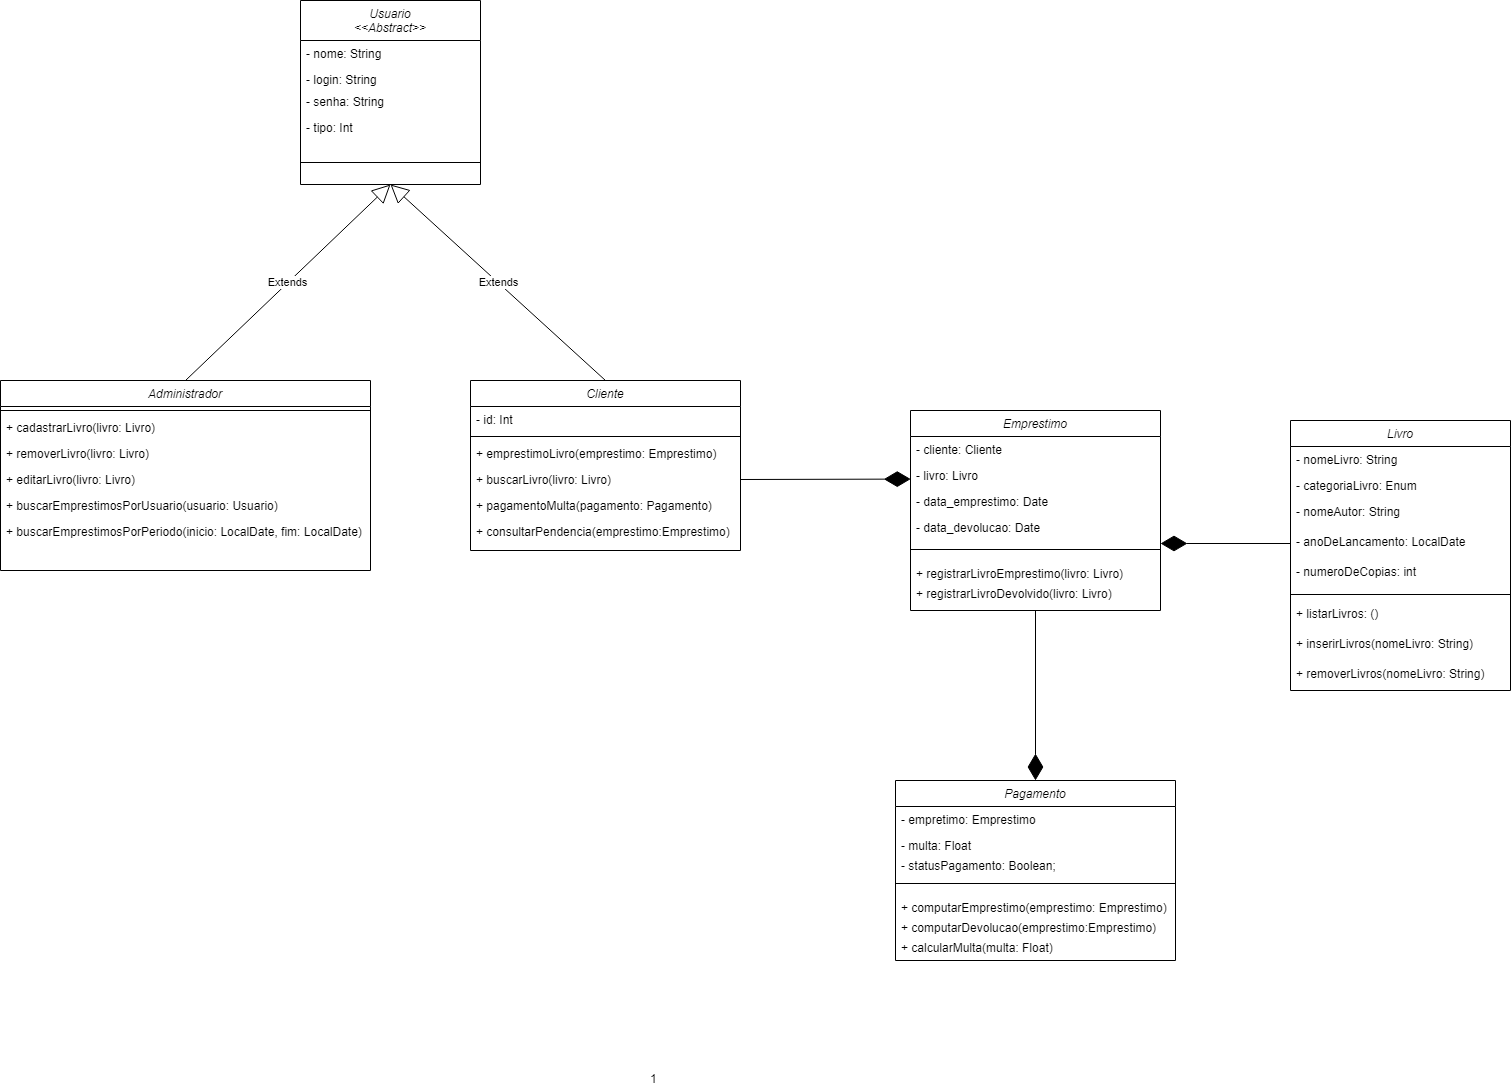 Usuario
<<Abstract>>
- nome: String
- login: String
- senha: String
- tipo: Int
Extends
Extends
Administrador
+ cadastrarLivro(livro: Livro)
+ removerLivro(livro: Livro)
+ editarLivro(livro: Livro)
+ buscarEmprestimosPorUsuario(usuario: Usuario)
+ buscarEmprestimosPorPeriodo(inicio: LocalDate, fim: LocalDate)
Cliente
- id: Int
+ emprestimoLivro(emprestimo: Emprestimo)
+ buscarLivro(livro: Livro)
+ pagamentoMulta(pagamento: Pagamento)
+ consultarPendencia(emprestimo:Emprestimo)
Emprestimo
- cliente: Cliente
- livro: Livro
- data_emprestimo: Date
- data_devolucao: Date
+ registrarLivroEmprestimo(livro: Livro)
+ registrarLivroDevolvido(livro: Livro)
Livro
- nomeLivro: String
- categoriaLivro: Enum
- nomeAutor: String
- anoDeLancamento: LocalDate
- numeroDeCopias: int
+ listarLivros: ()
+ inserirLivros(nomeLivro: String)
+ removerLivros(nomeLivro: String)
Pagamento
- empretimo: Emprestimo
- multa: Float
- statusPagamento: Boolean;
+ computarEmprestimo(emprestimo: Emprestimo)
+ computarDevolucao(emprestimo:Emprestimo)
+ calcularMulta(multa: Float)
1